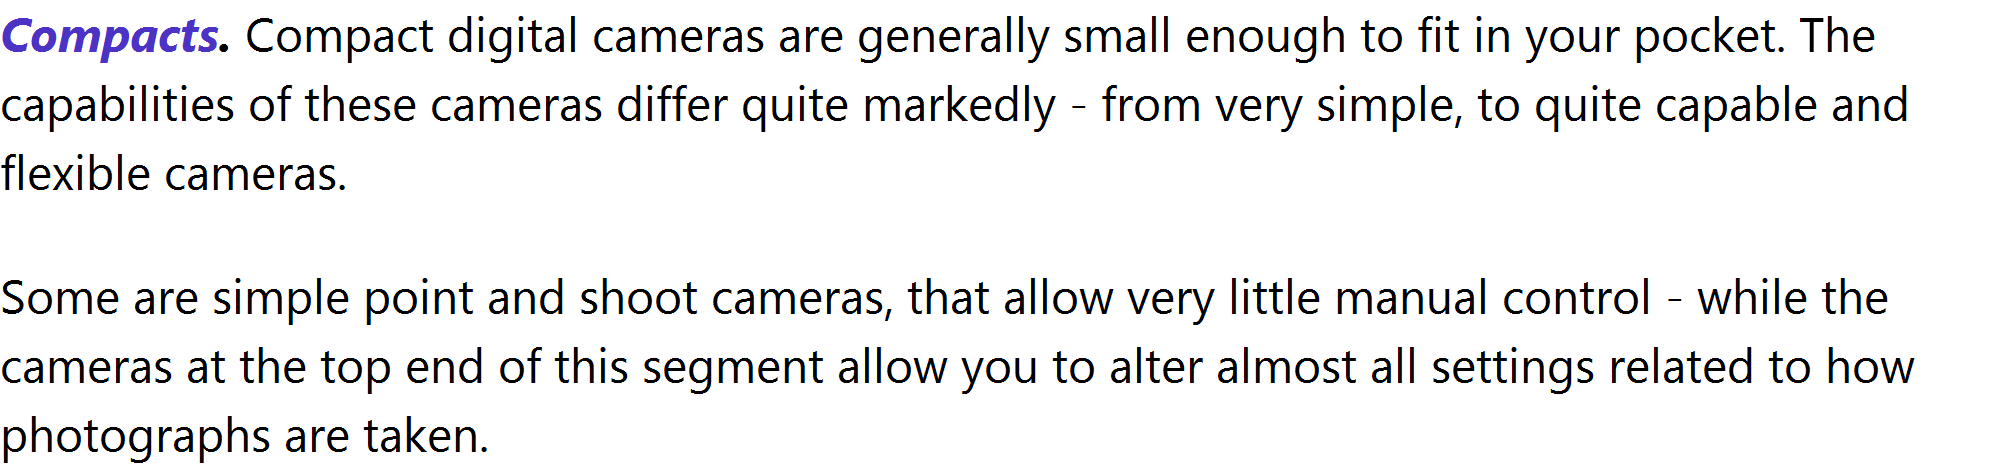 Compacts. Compact digital cameras are generally small enough to fit in your pocket. The
capabilities of these cameras differ quite markedly - from very simple, to quite capable and
flexible cameras.
Some are simple point and shoot cameras, that allow very little manual control - while the
cameras at the top end of this segment allow you to alter almost all settings related to how
photographs are taken.